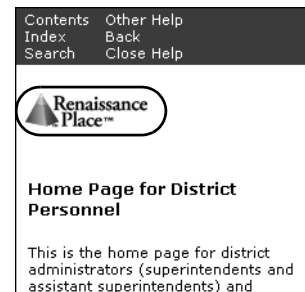 Contents Other Help
Index Back
Search Close Help
Renaissance
Place™
Home Page for District
Personnel
This is the home page for district
administrators (superintendents and
assistant superintendents) and